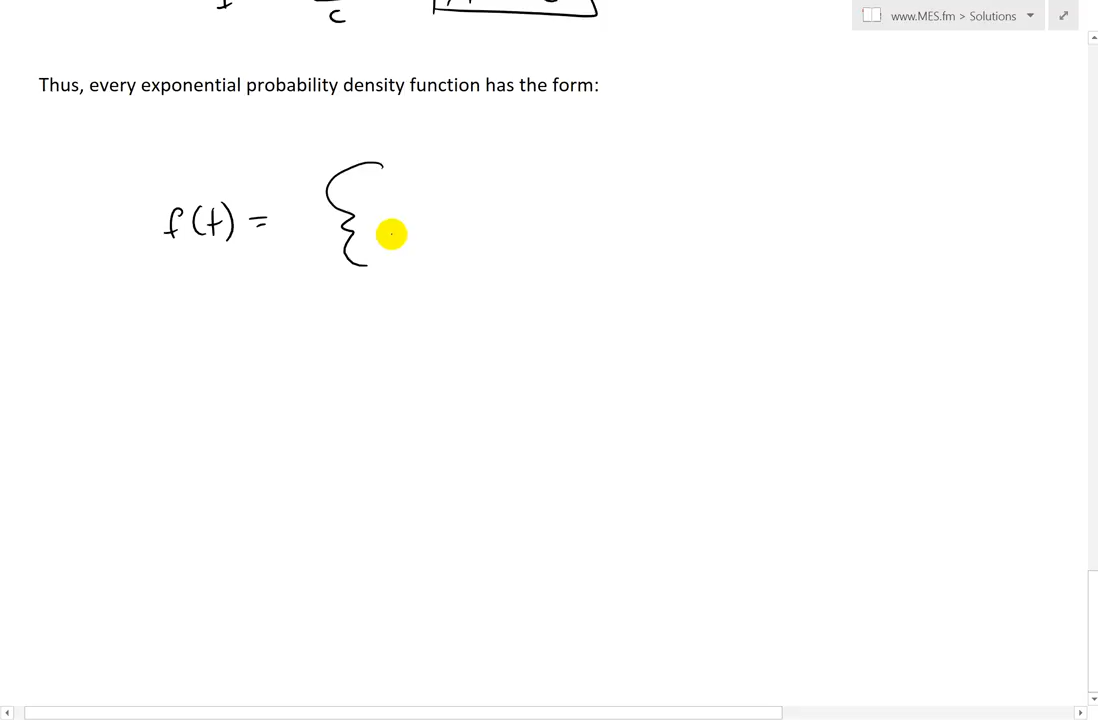 www.MES.fm > Solutions
c
Thus, every exponential probability density function has the form:
f(t) = {